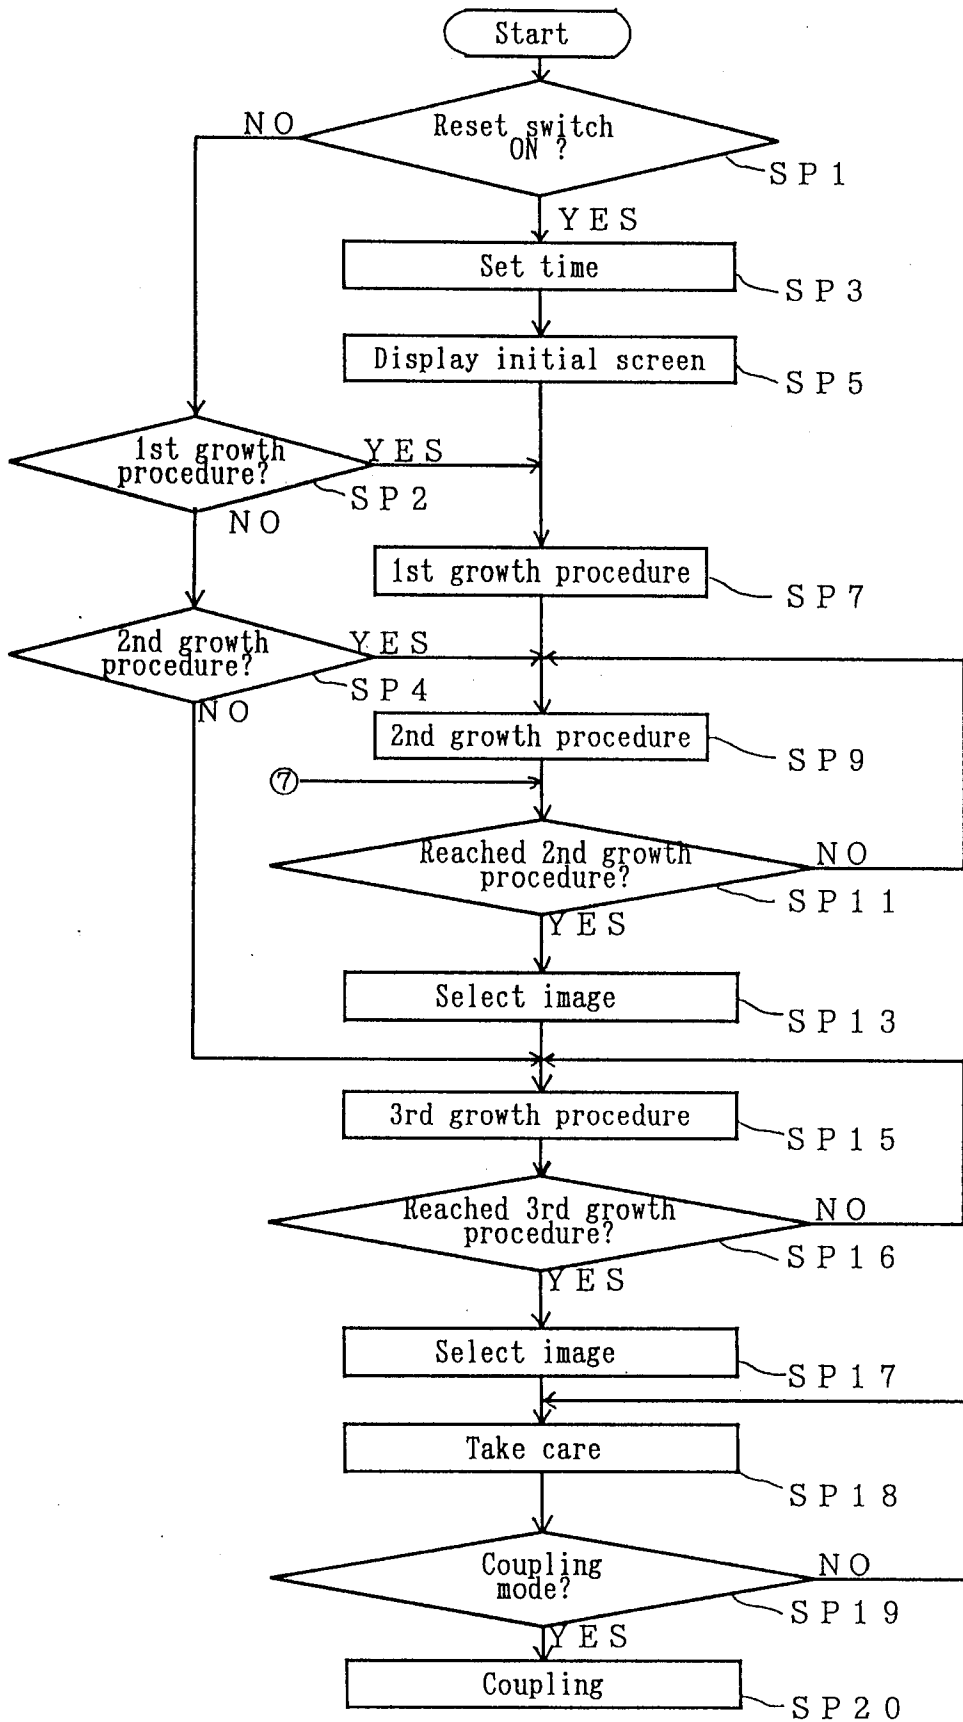 Start
Reset switch
ON ?
NO
SP1
YES
Set time
SP3
Display initial screen
SP5
1st growth
procedure?
YES
SP2
NO
1st growth procedure
SP7
2nd growth
procedure?
YES
SP4
NO
2nd growth procedure
SP9
⑦
Reached 2nd growth
procedure?
NO
SP11
YES
Select image
SP13
3rd growth procedure
SP15
Reached 3rd growth
procedure?
NO
SP16
YES
Select image
SP17
Take care
SP18
Coupling
mode?
NO
SP19
YES
Coupling
SP20